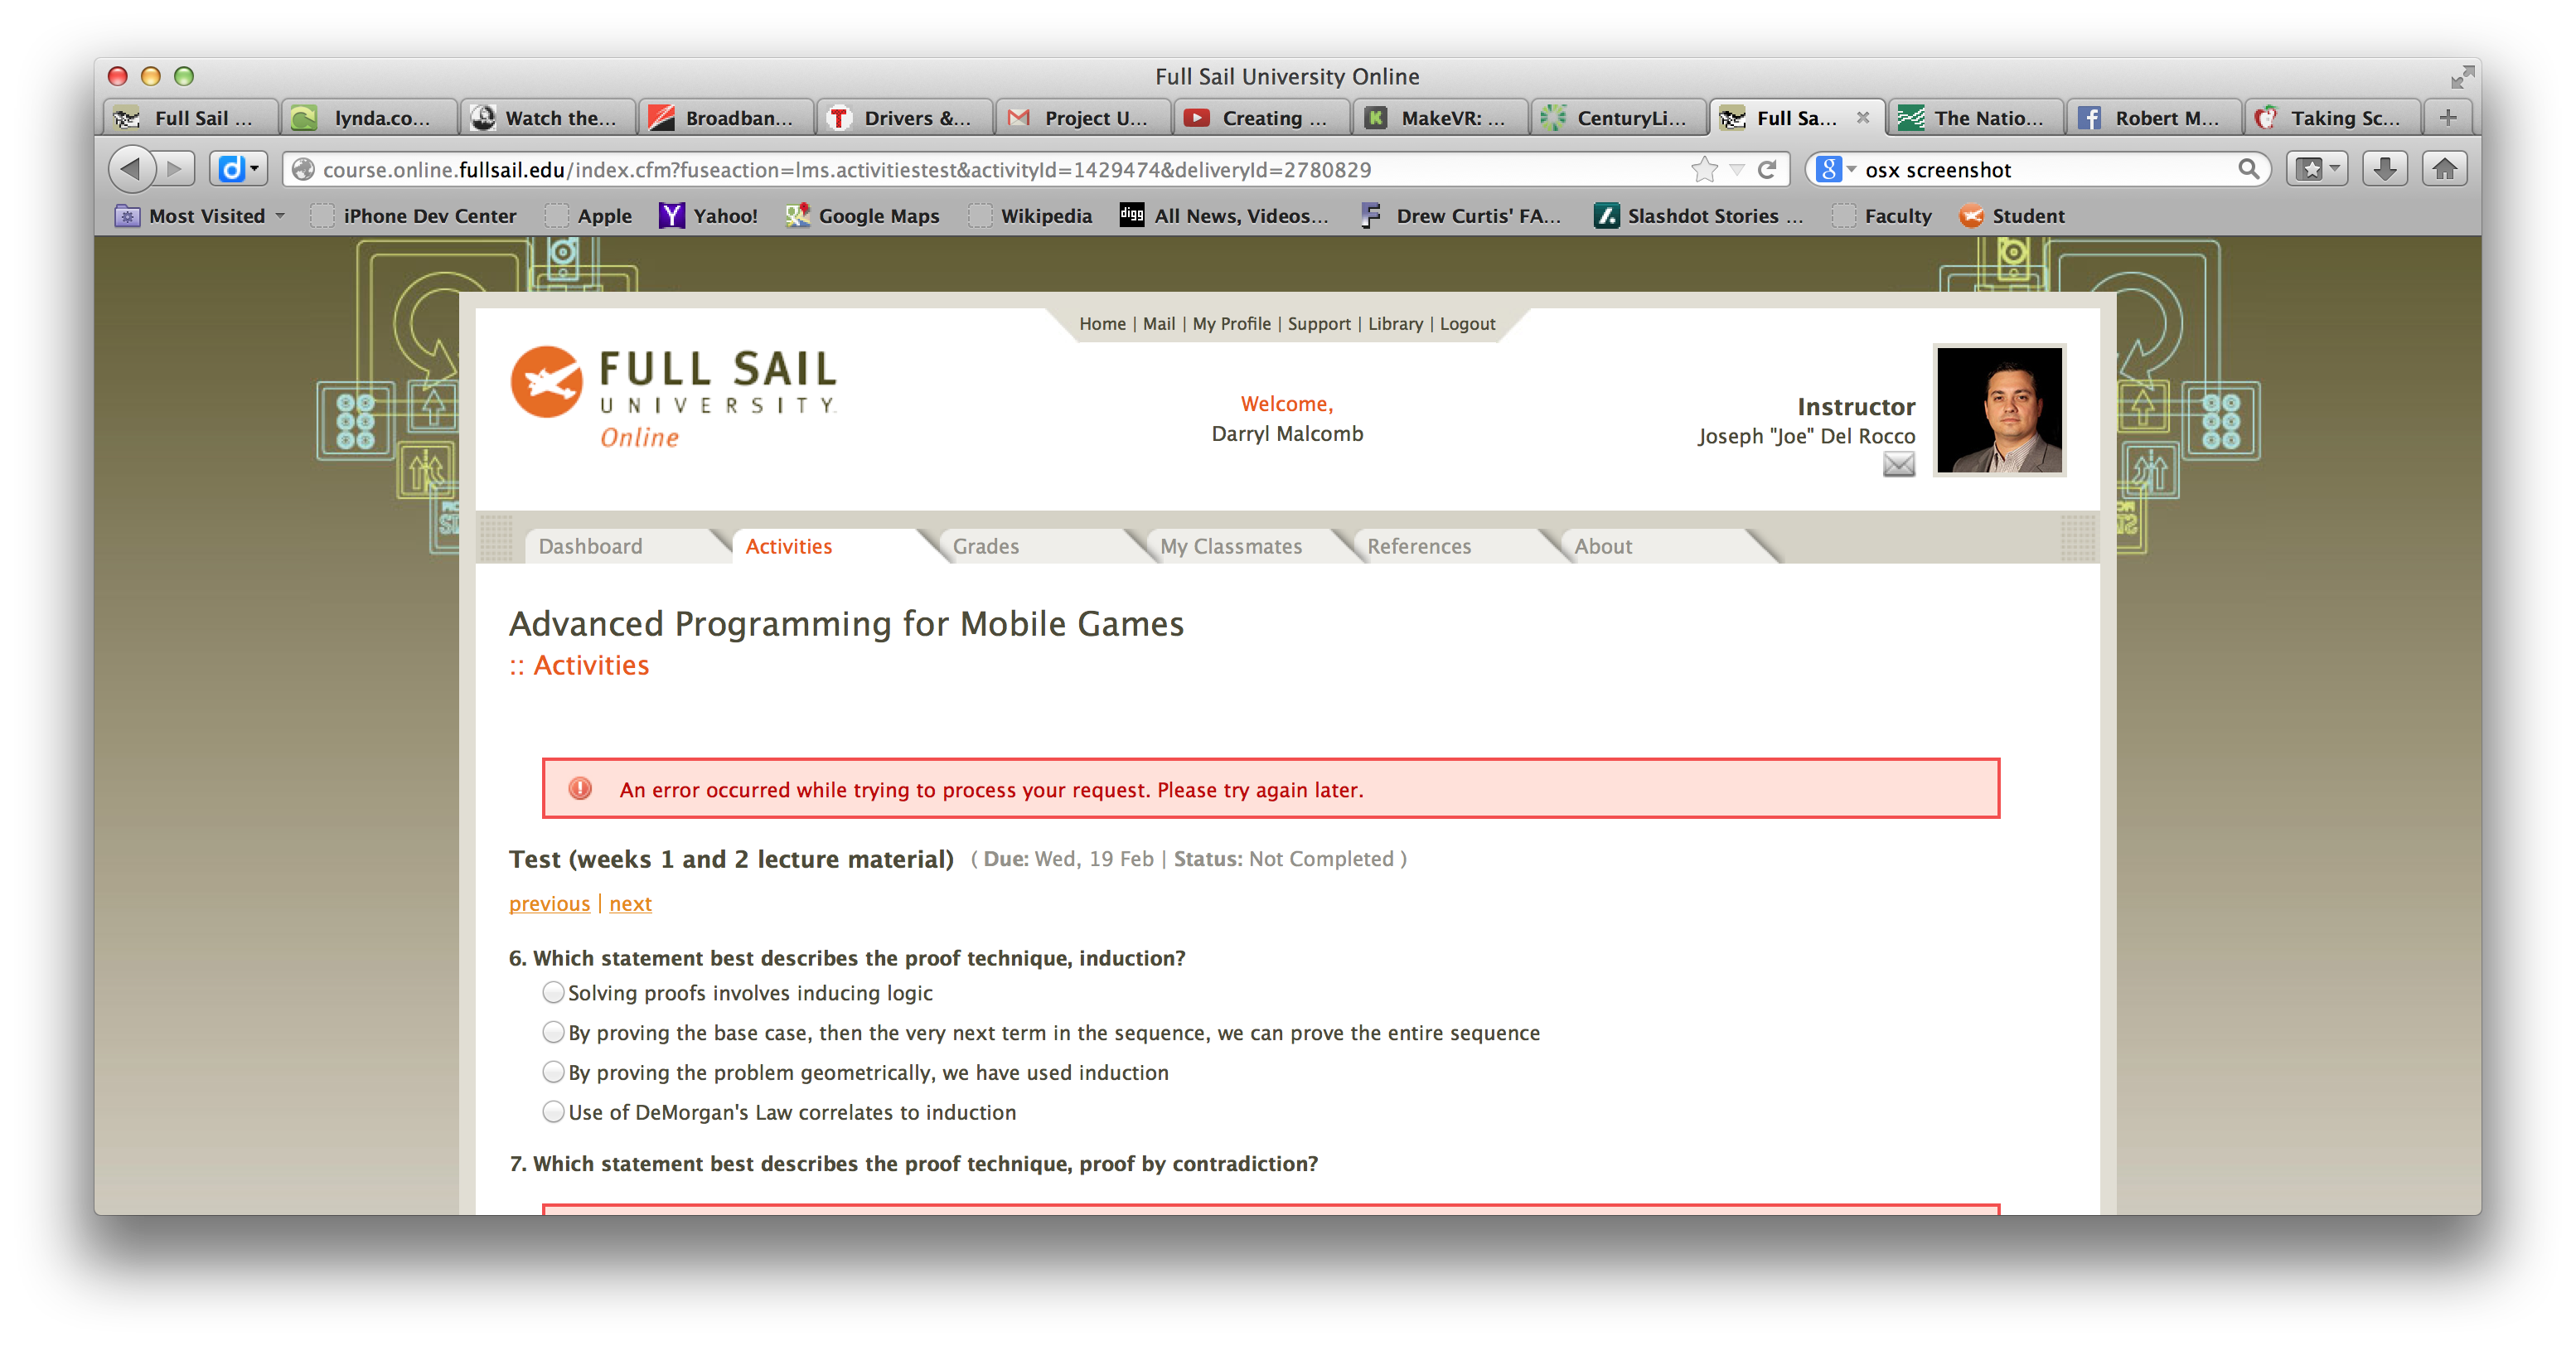 Full Sail University Online
Full Sail ...
lynda.co...
Watch the...
Broadban...
Drivers &...
Project U...
Creating ...
MakeVR: ...
CenturyLi...
Full Sa...
The Natio...
Robert M...
Taking Sc...
course.online.fullsail.edu/index.cfm?fuseaction=lms.activitiestest&activityId=1429474&deliveryId=2780829
osx screenshot
Most Visited
iPhone Dev Center
Apple
Yahoo!
Google Maps
Wikipedia
digg
All News, Videos...
Drew Curtis' FA...
Slashdot Stories ...
Faculty
Student
Home | Mail | My Profile | Support | Library | Logout
FULL SAIL
UNIVERSITY.
Online
Welcome,
Darryl Malcomb
Instructor
Joseph "Joe" Del Rocco
Dashboard
Activities
Grades
My Classmates
References
About
Advanced Programming for Mobile Games
:: Activities
An error occurred while trying to process your request. Please try again later.
Test (weeks 1 and 2 lecture material) ( Due: Wed, 19 Feb | Status: Not Completed )
previous | next
6. Which statement best describes the proof technique, induction?
Solving proofs involves inducing logic
By proving the base case, then the very next term in the sequence, we can prove the entire sequence
By proving the problem geometrically, we have used induction
Use of DeMorgan's Law correlates to induction
7. Which statement best describes the proof technique, proof by contradiction?